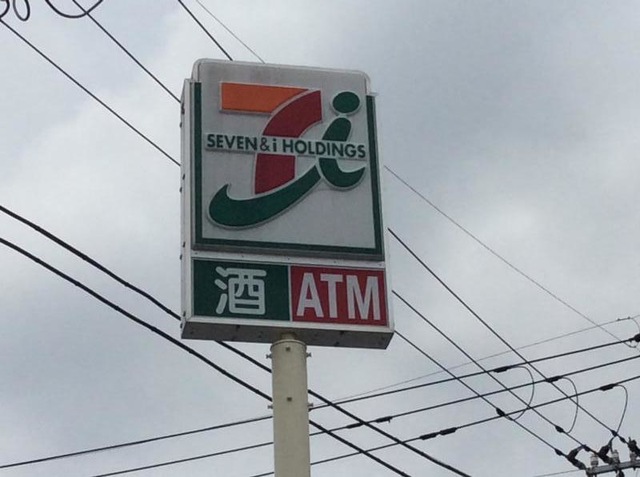 SEVEN&i HOLDINGS
酒 ATM